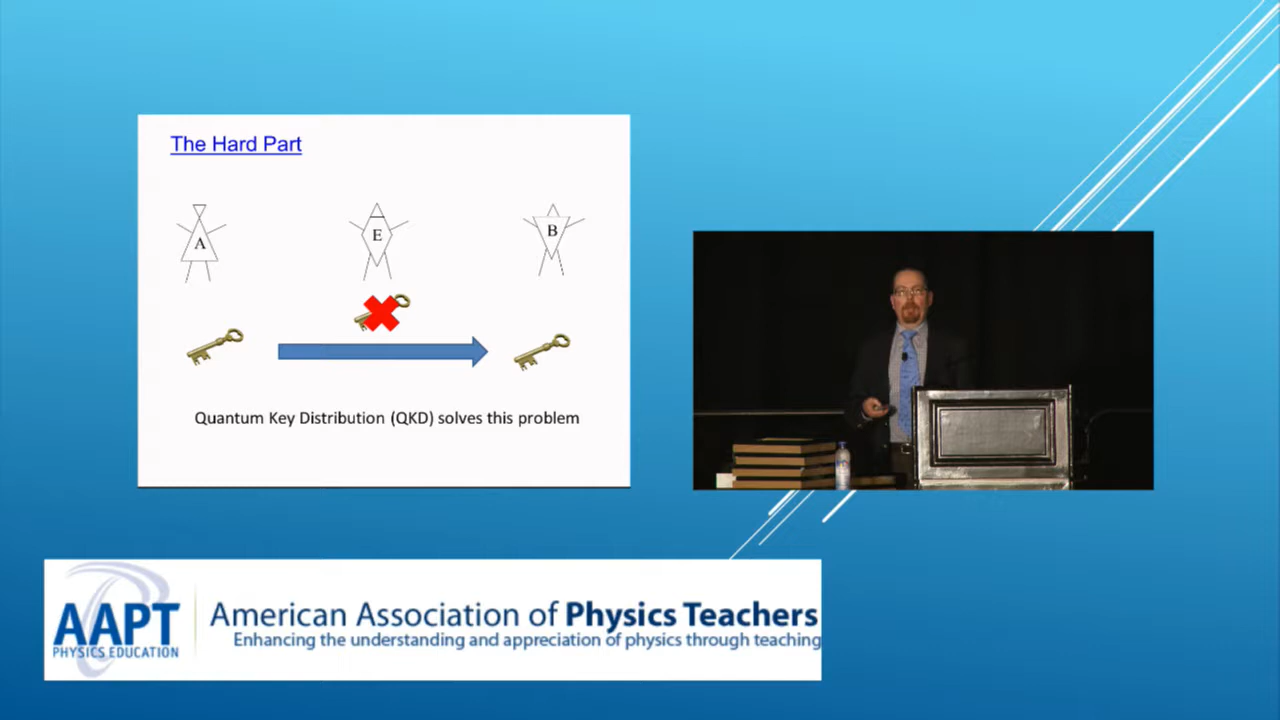 The Hard Part
A
E
B
Quantum Key Distribution (QKD) solves this problem
AAPT
PHYSICS EDUCATION
American Association of Physics Teachers
Enhancing the understanding and appreciation of physics through teaching